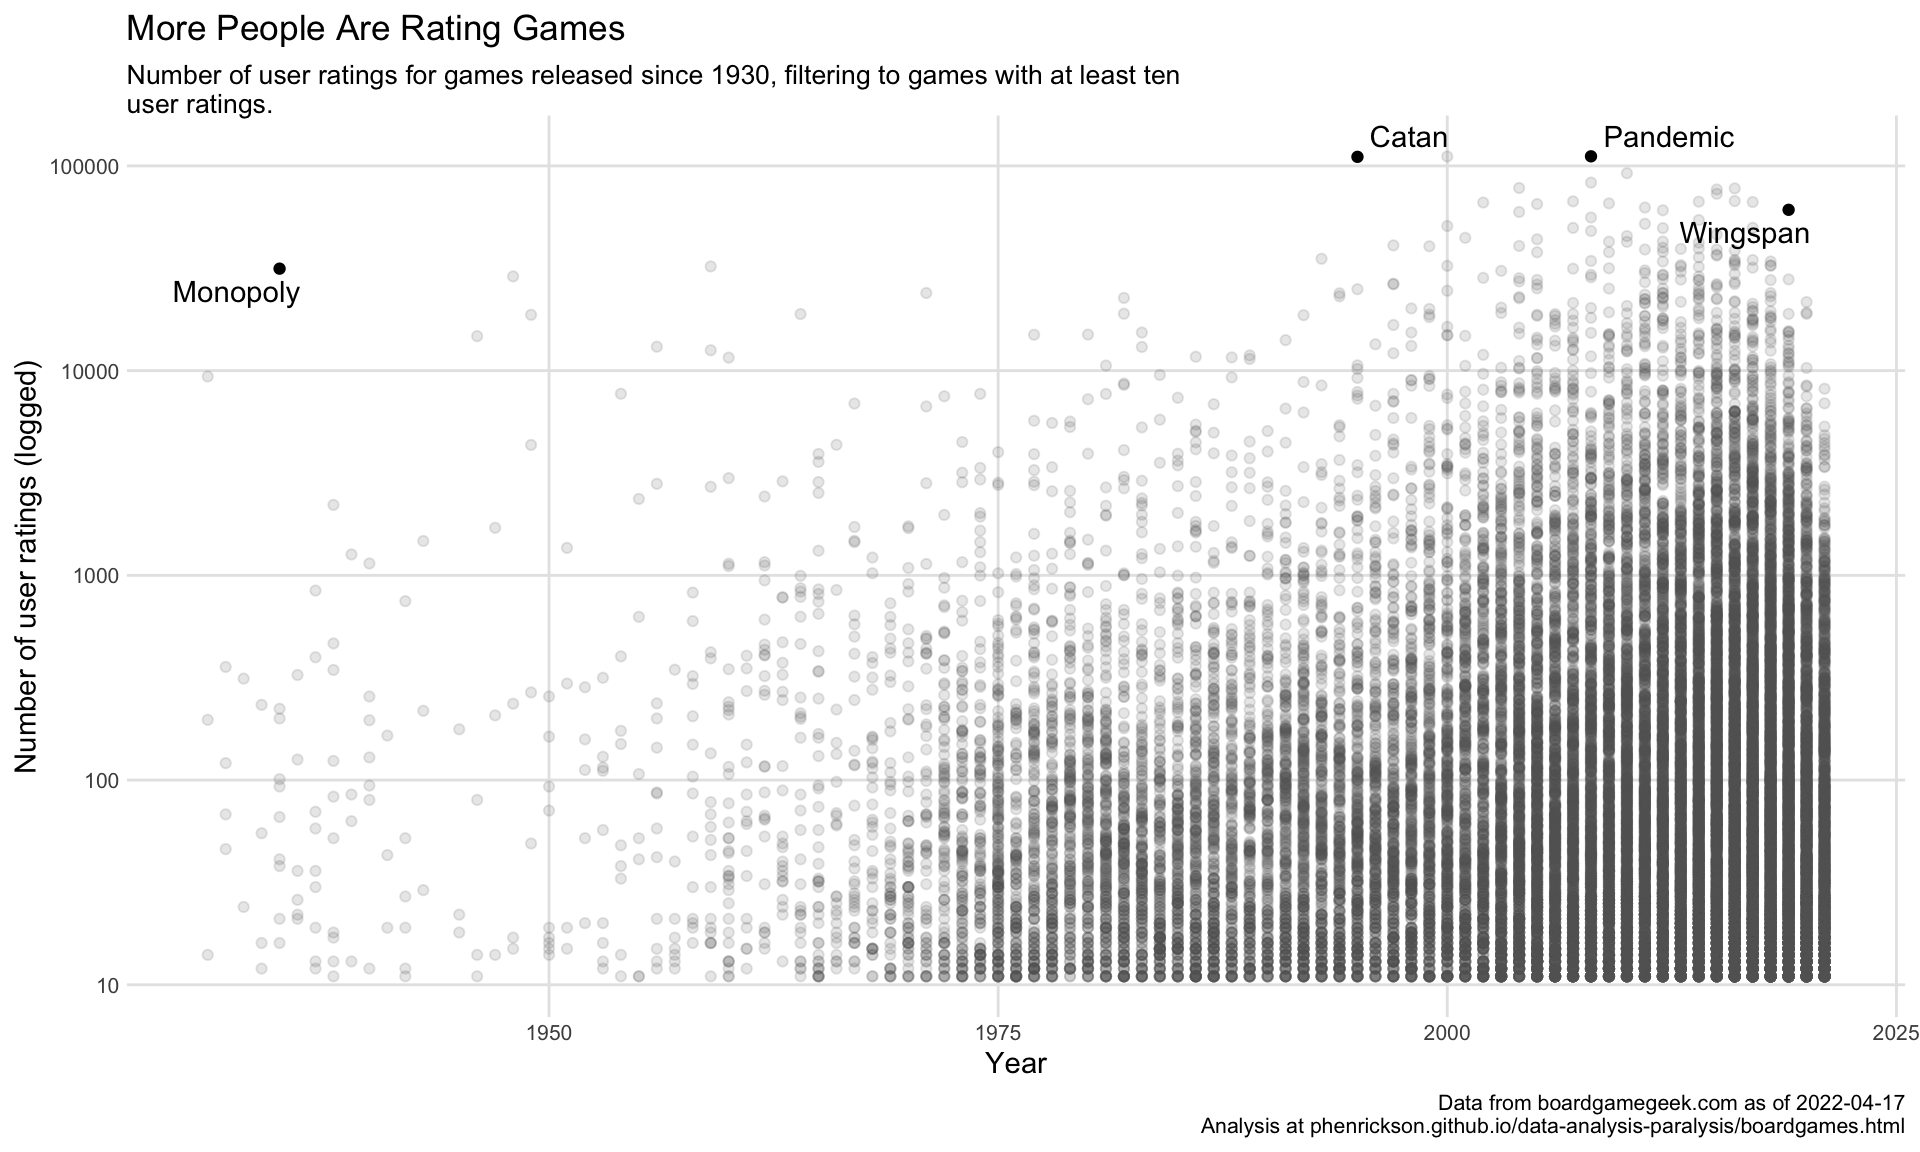 More People Are Rating Games
Number of user ratings for games released since 1930, filtering to games with at least ten
user ratings.
Catan
Pandemic
Wingspan
Monopoly
Number of user ratings (logged)
100000
10000
1000
100
10
1950
1975
2000
2025
Year
Data from boardgamegeek.com as of 2022-04-17
Analysis at phenrickson.github.io/data-analysis-paralysis/boardgames.html